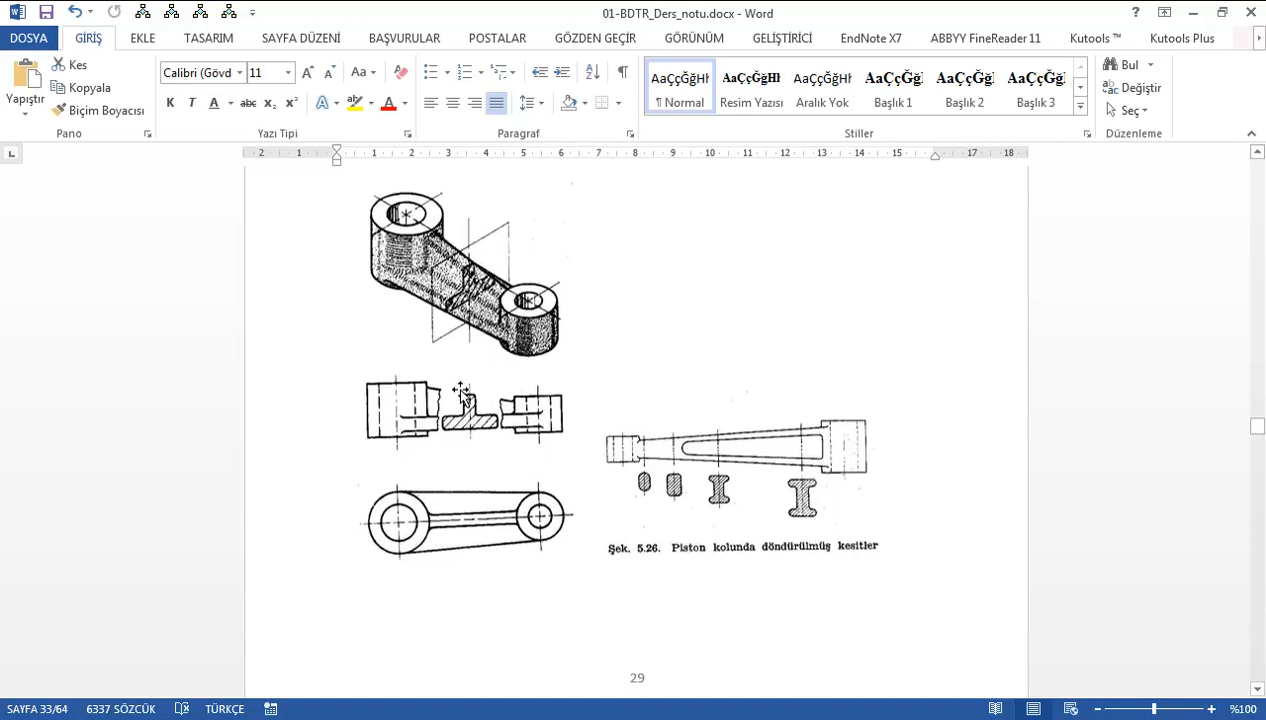 01-BDTR_Ders_notu.docx - Word
DOSYA GİRİŞ EKLE TASARIM SAYFA DÜZENİ BAŞVURULAR POSTALAR GÖZDEN GEÇİR GÖRÜNÜM GELİŞTİRİCİ EndNote X7 ABBYY FineReader 11 Kutools ™ Kutools Plus
Yapıştır
Kes
Kopyala
Biçim Boyacısı
Pano
Calibri (Gövd 11
Yazı Tipi
Paragraf
AaÇçĞğHł AaÇçĞğHł AaÇçĞğHł AaÇçĞğ AaÇçĞğ AaÇçĞğ
¶ Normal Resim Yazısı Aralık Yok Başlık 1 Başlık 2 Başlık 3
Stiller
Bul
Değiştir
Seç
Düzenleme
2 1 1 2 3 4 5 6 7 8 9 10 11 12 13 14 15 17 18
Şek. 5.26. Piston kolunda döndürülmüş kesitler
29
SAYFA 33/64 6337 SÖZCÜK TÜRKÇE %100